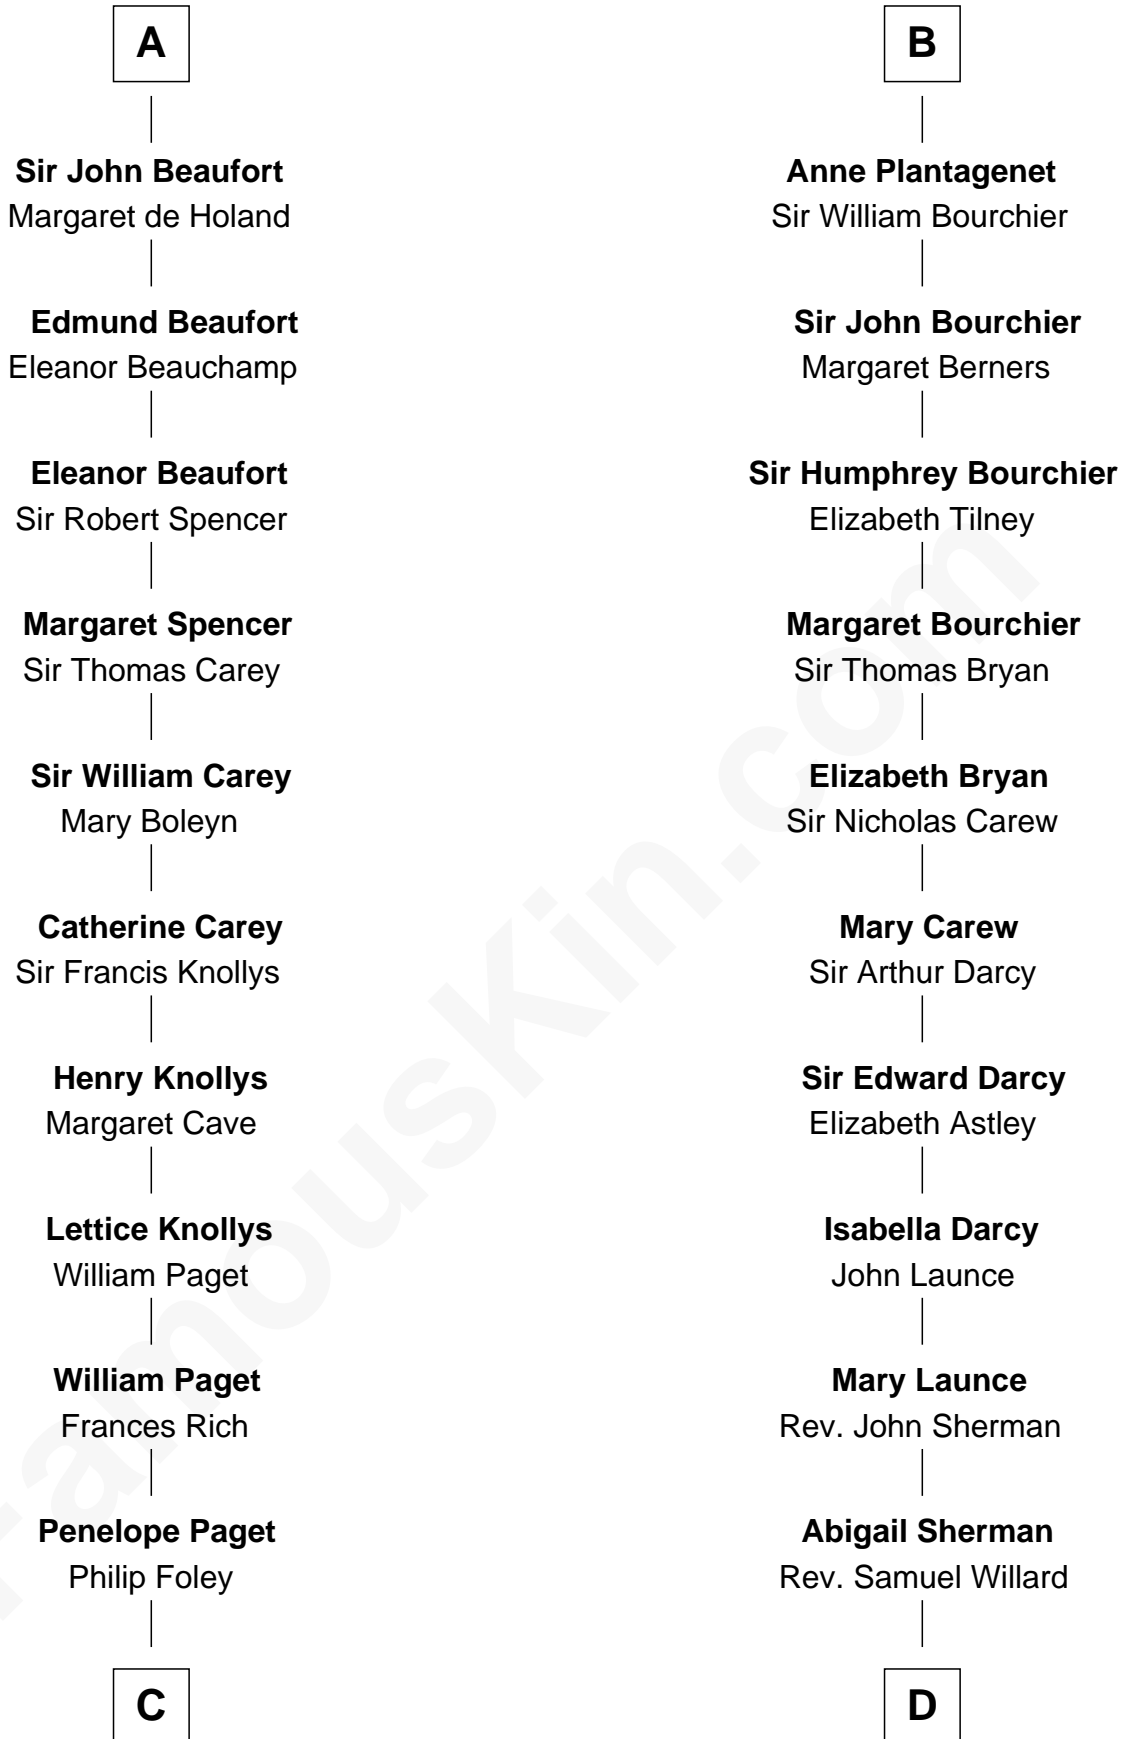 A
Sir John Beaufort
Margaret de Holand
Edmund Beaufort
Eleanor Beauchamp
Eleanor Beaufort
Sir Robert Spencer
Margaret Spencer
Sir Thomas Carey
Sir William Carey
Mary Boleyn
Catherine Carey
Sir Francis Knollys
Henry Knollys
Margaret Cave
Lettice Knollys
William Paget
William Paget
Frances Rich
Penelope Paget
Philip Foley
C
B
Anne Plantagenet
Sir William Bourchier
Sir John Bourchier
Margaret Berners
Sir Humphrey Bourchier
Elizabeth Tilney
Margaret Bourchier
Sir Thomas Bryan
Elizabeth Bryan
Sir Nicholas Carew
Mary Carew
Sir Arthur Darcy
Sir Edward Darcy
Elizabeth Astley
Isabella Darcy
John Launce
Mary Launce
Rev. John Sherman
Abigail Sherman
Rev. Samuel Willard
D
FamousKin.com